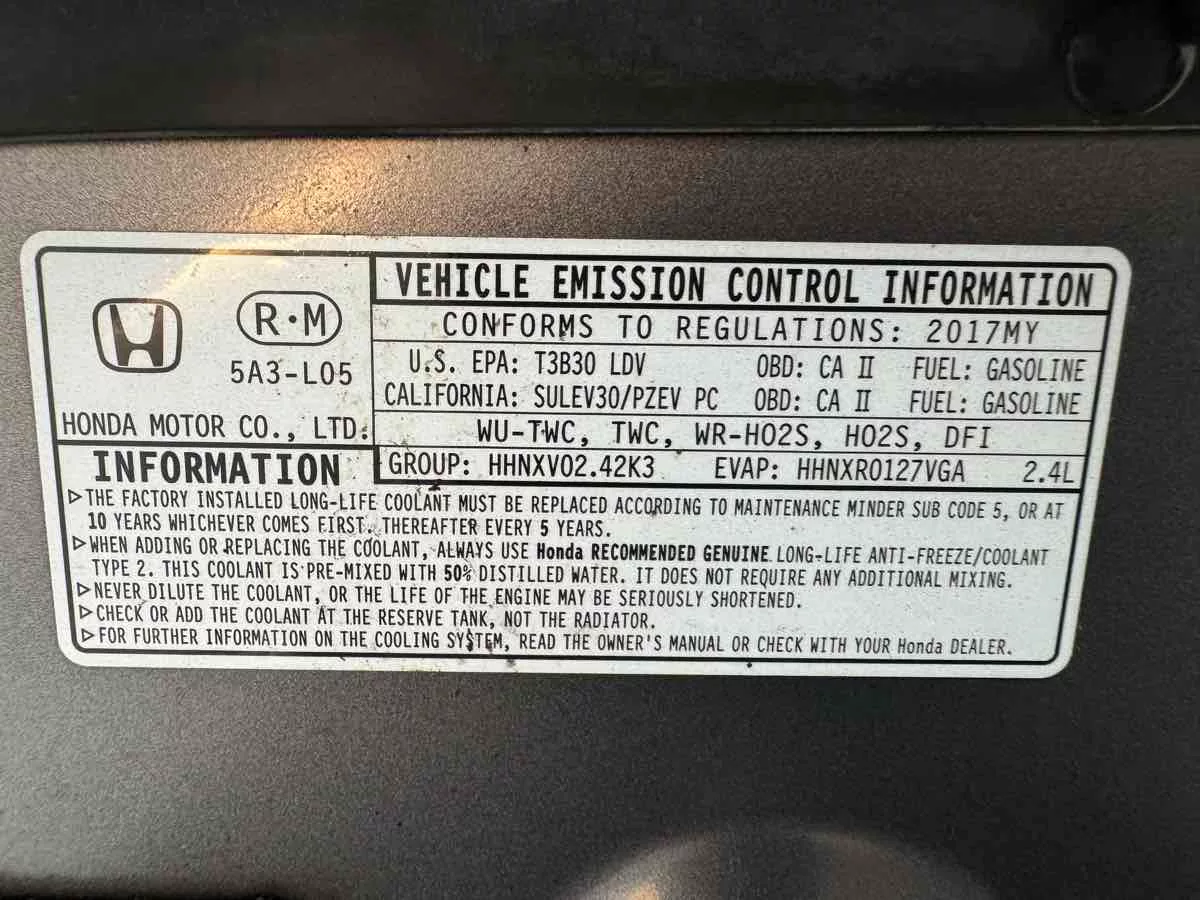 VEHICLE EMISSION CONTROL INFORMATION
R·M
5A3-L05
HONDA MOTOR CO., LTD.
CONFORMS TO REGULATIONS: 2017MY
U.S. EPA: T3B30 LDV OBD: CA II FUEL: GASOLINE
CALIFORNIA: SULEV30/PZEV PC OBD: CA II FUEL: GASOLINE
WU-TWC, TWC, WR-HO2S, HO2S, DFI
GROUP: HHNXV02.42K3 EVAP: HHNXR0127VGA 2.4L
INFORMATION
▷THE FACTORY INSTALLED LONG-LIFE COOLANT MUST BE REPLACED ACCORDING TO MAINTENANCE MINDER SUB CODE 5, OR AT
10 YEARS WHICHEVER COMES FIRST. THEREAFTER EVERY 5 YEARS.
▷WHEN ADDING OR REPLACING THE COOLANT, ALWAYS USE Honda RECOMMENDED GENUINE LONG-LIFE ANTI-FREEZE/COOLANT
TYPE 2. THIS COOLANT IS PRE-MIXED WITH 50% DISTILLED WATER. IT DOES NOT REQUIRE ANY ADDITIONAL MIXING.
▷NEVER DILUTE THE COOLANT, OR THE LIFE OF THE ENGINE MAY BE SERIOUSLY SHORTENED.
▷CHECK OR ADD THE COOLANT AT THE RESERVE TANK, NOT THE RADIATOR.
▷FOR FURTHER INFORMATION ON THE COOLING SYSTEM, READ THE OWNER'S MANUAL OR CHECK WITH YOUR Honda DEALER.